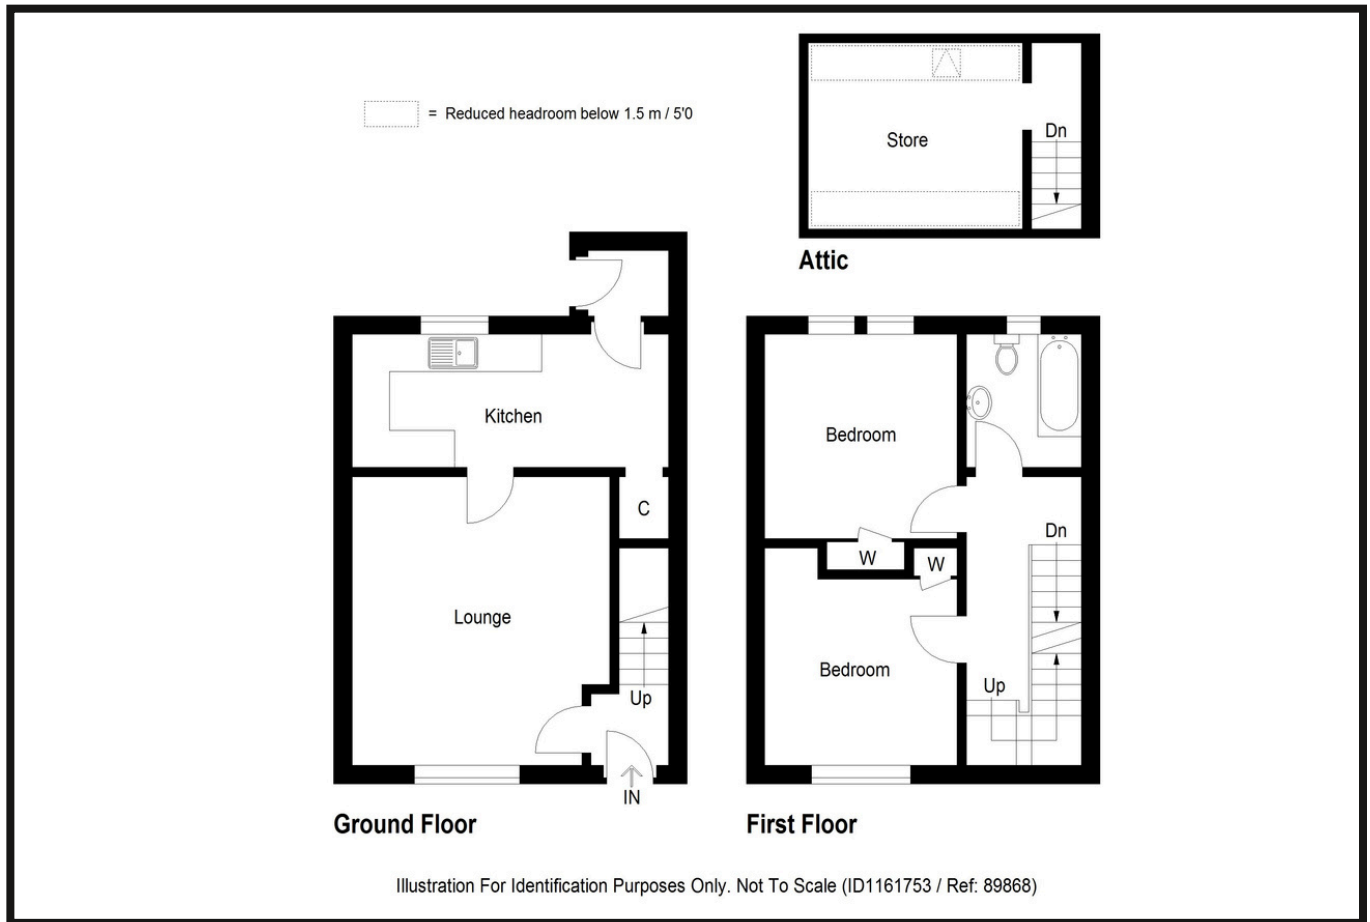 = Reduced headroom below 1.5 m / 5'0
Store
Dn
Attic
Kitchen
C
Lounge
Up
IN
Ground Floor
Bedroom
Dn
W
W
Bedroom
Up
First Floor
Illustration For Identification Purposes Only. Not To Scale (ID1161753 / Ref: 89868)